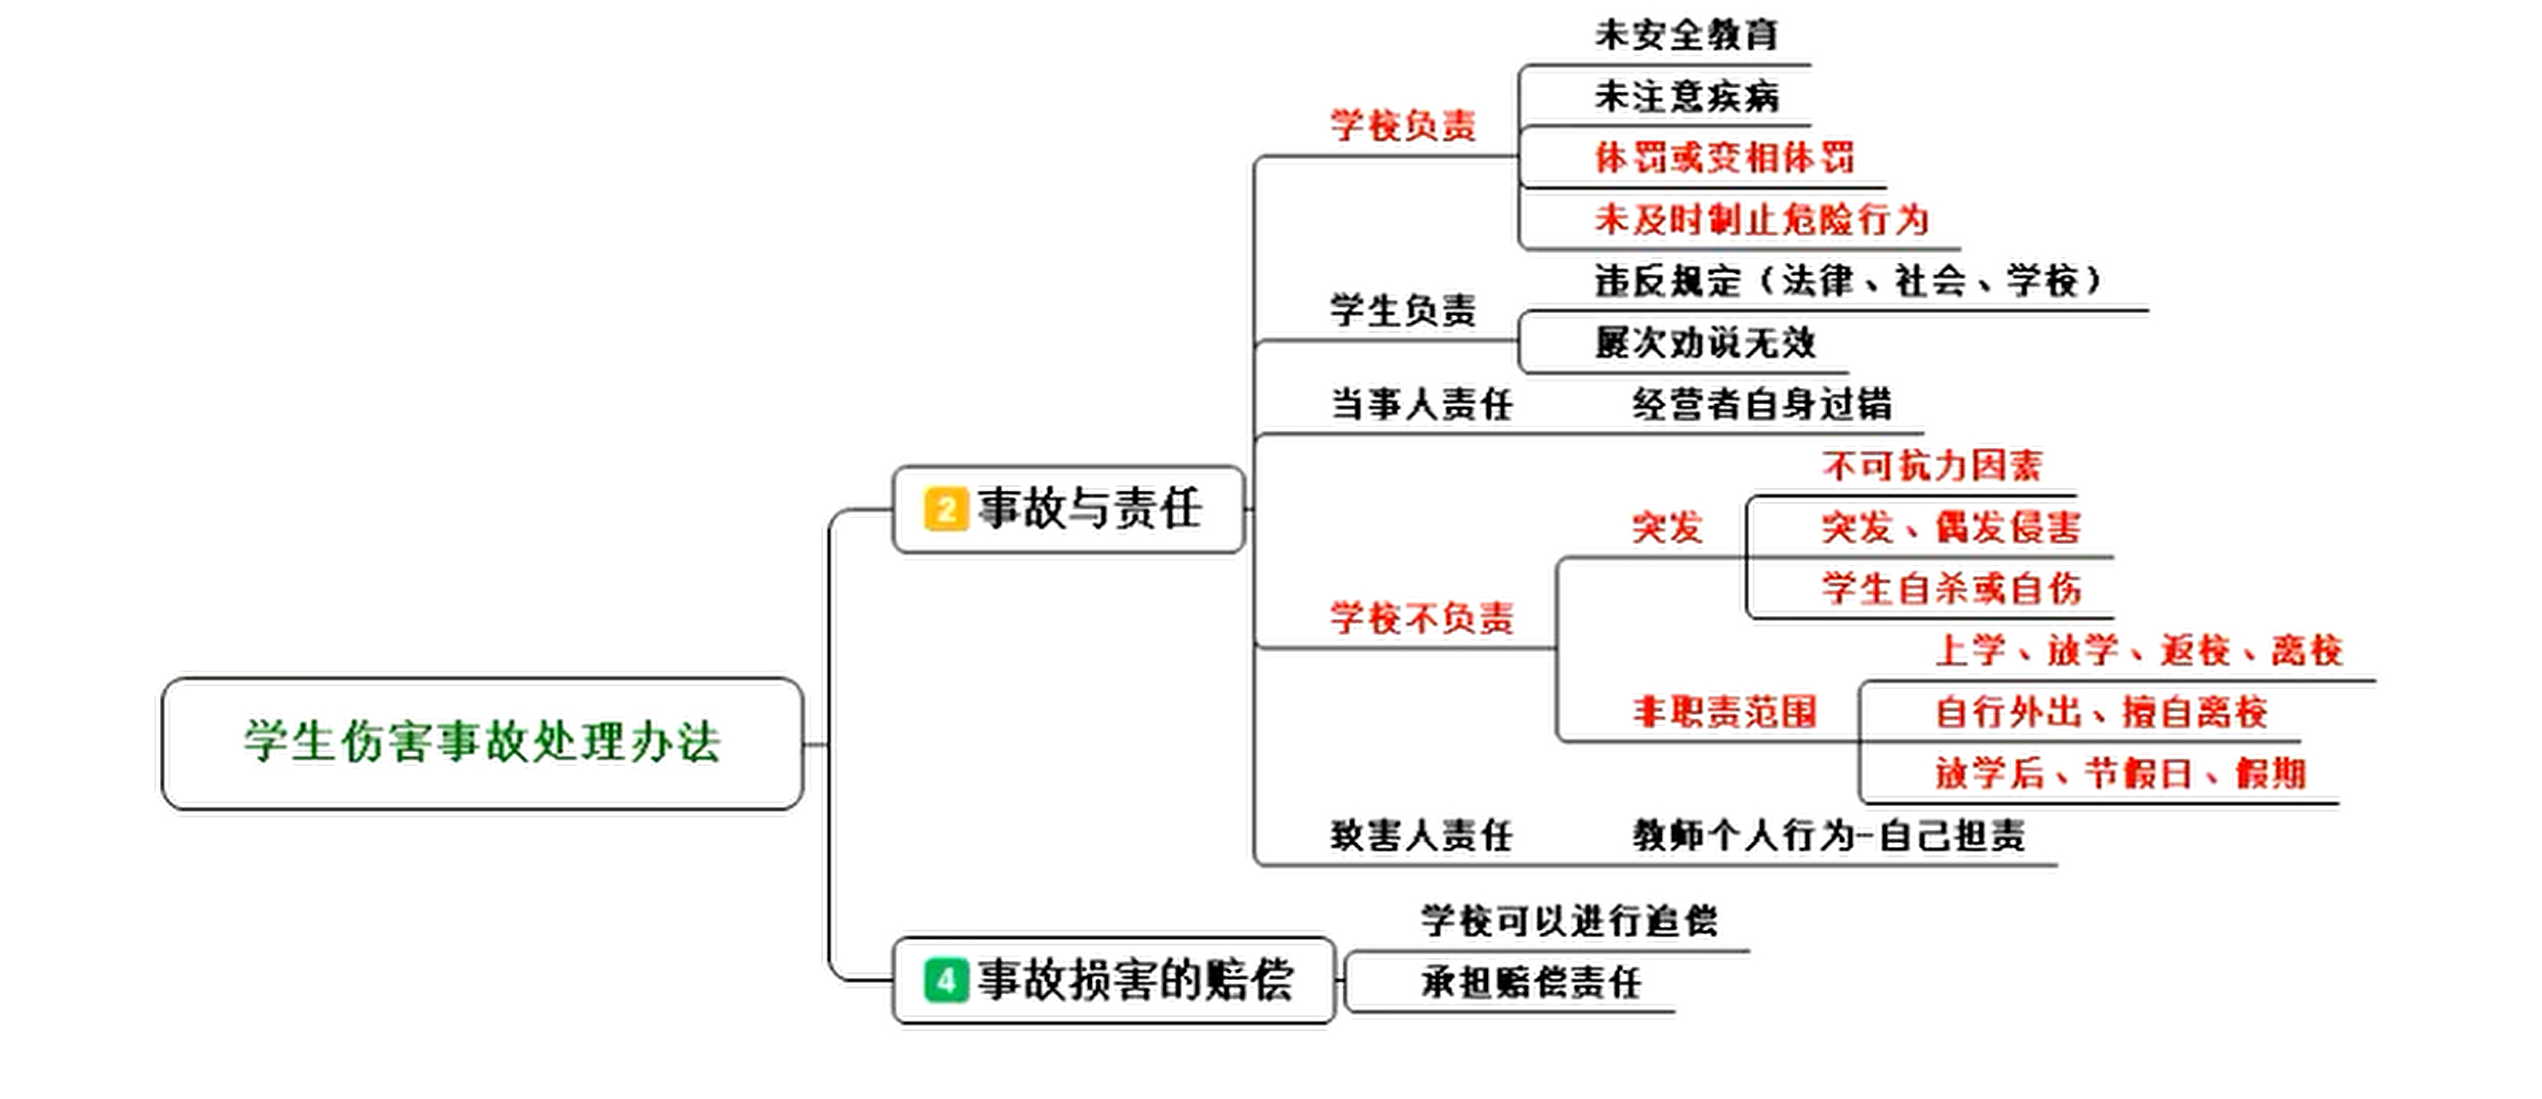 未安全教育
未注意疾病
学校负责
体罚或变相体罚
未及时制止危险行为
违反规定（法律、社会、学校）
学生负责
屡次劝说无效
当事人责任 经营者自身过错
不可抗力因素
2 事故与责任
突发
突发、偶发侵害
学生自杀或自伤
学校不负责
上学、放学、返校、离校
非职责范围
自行外出、擅自离校
学生伤害事故处理办法
放学后、节假日、假期
致害人责任 教师个人行为-自己担责
学校可以进行追偿
4 事故损害的赔偿
承担赔偿责任